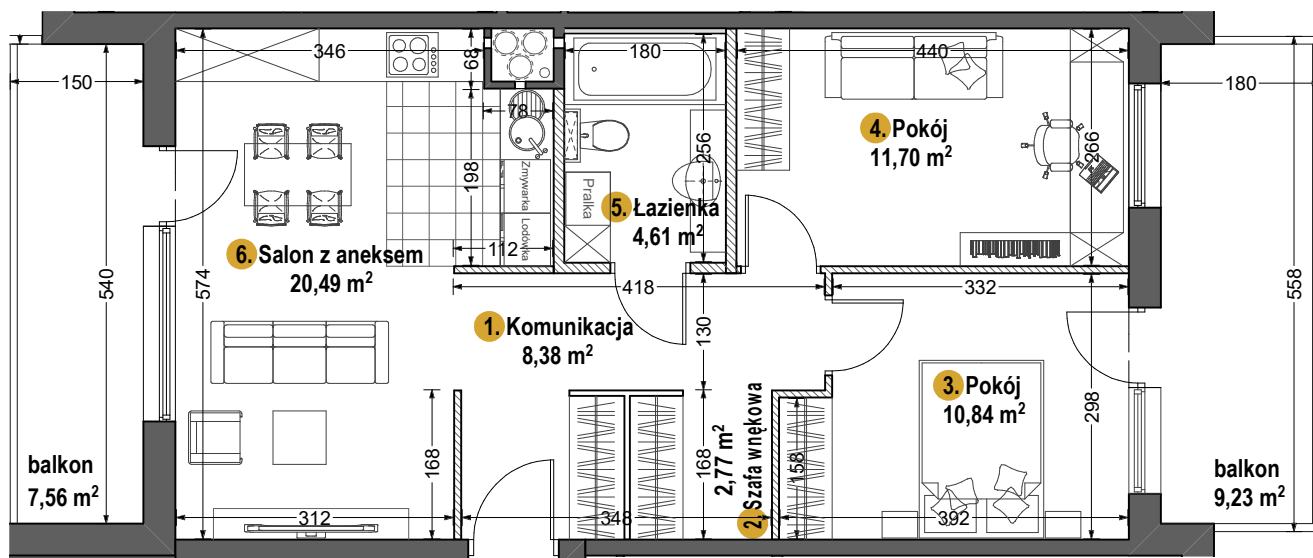 346
68
180
440
150
180
78
4. Pokój
11,70 m²
256
266
198
Zmywarka
Pralka
5. Łazienka
4,61 m²
Lodówka
112
6. Salon z aneksem
20,49 m²
540
574
418
332
558
1. Komunikacja
8,38 m²
130
3. Pokój
10,84 m²
298
168
168
2,77 m²
2. Szafa wnękowa
158
balkon
7,56 m²
balkon
9,23 m²
312
348
392